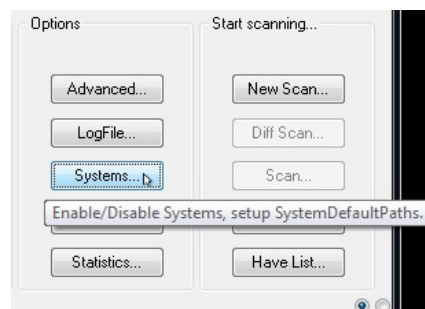 Options
Start scanning...
Advanced...
New Scan...
LogFile...
Diff Scan...
Systems...
Scan...
Enable/Disable Systems, setup SystemDefaultPaths.
Statistics...
Have List...